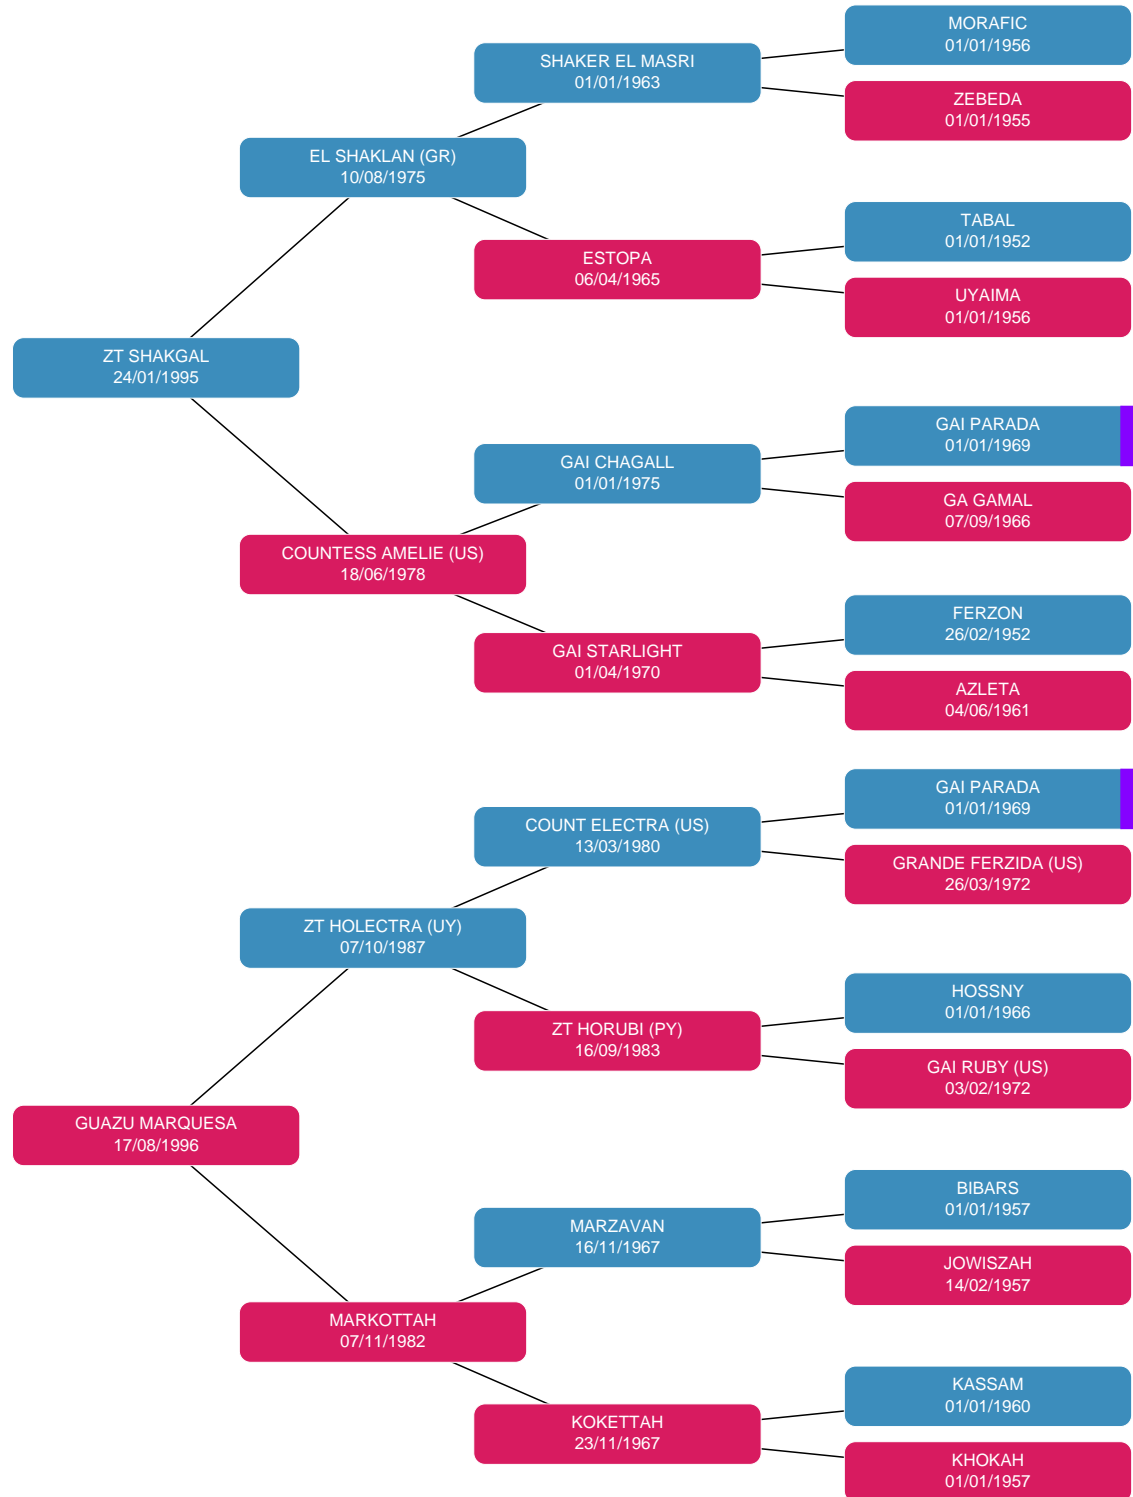 MORAFIC
01/01/1956
SHAKER EL MASRI
01/01/1963
ZEBEDA
01/01/1955
EL SHAKLAN (GR)
10/08/1975
TABAL
01/01/1952
ESTOPA
06/04/1965
UYAIMA
01/01/1956
ZT SHAKGAL
24/01/1995
GAI PARADA
01/01/1969
GAI CHAGALL
01/01/1975
GA GAMAL
07/09/1966
COUNTESS AMELIE (US)
18/06/1978
FERZON
26/02/1952
GAI STARLIGHT
01/04/1970
AZLETA
04/06/1961
GAI PARADA
01/01/1969
COUNT ELECTRA (US)
13/03/1980
GRANDE FERZIDA (US)
26/03/1972
ZT HOLECTRA (UY)
07/10/1987
HOSSNY
01/01/1966
ZT HORUBI (PY)
16/09/1983
GAI RUBY (US)
03/02/1972
GUAZU MARQUESA
17/08/1996
BIBARS
01/01/1957
MARZAVAN
16/11/1967
JOWISZAH
14/02/1957
MARKOTTAH
07/11/1982
KASSAM
01/01/1960
KOKETTAH
23/11/1967
KHOKAH
01/01/1957